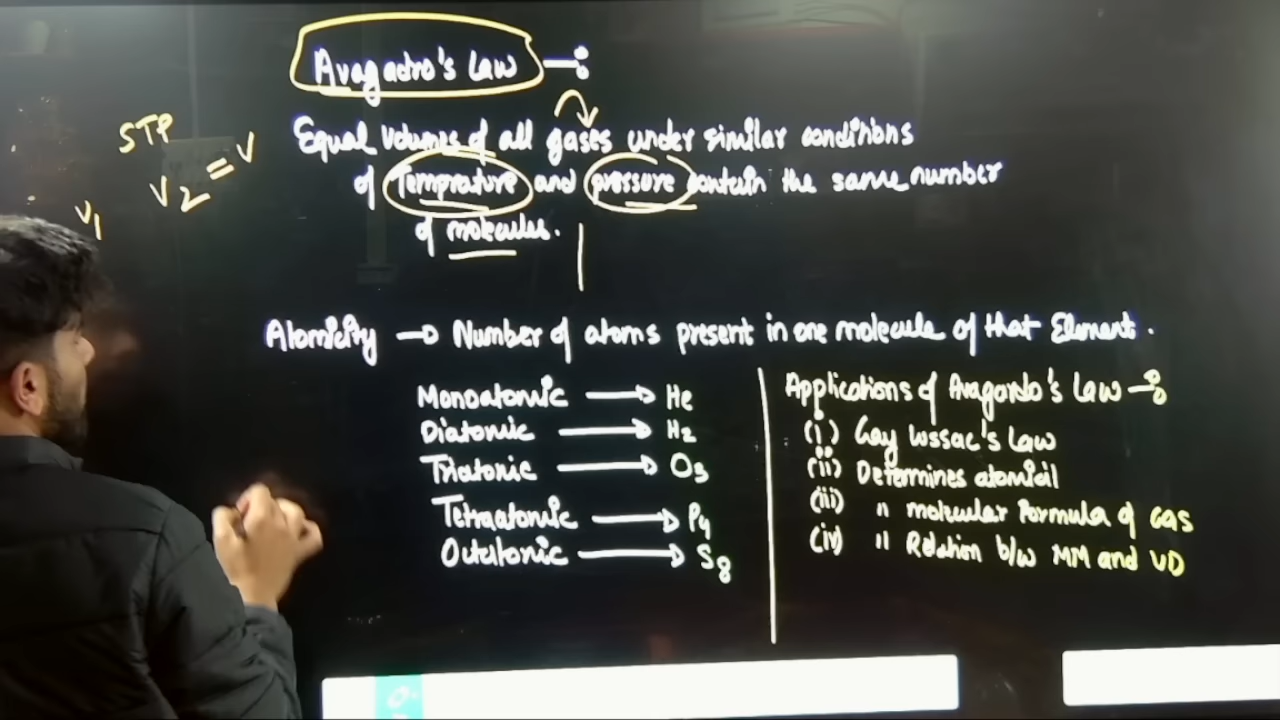 Avagadro's Law
STP
V2 = V
V1
Equal volumes of all gases under similar conditions
of Temprature and pressure contain the same number
of molecules.
Atomicity → Number of atoms present in one molecule of that Element.
Monoatomic → He
Diatomic → H2
Triatomic → O3
Tetraatomic → P4
Octatomic → S8
Applications of Avagardo's Law
(i) Gay Lussac's Law
(ii) Determines atomicil
(iii) " molecular formula of Gas
(iv) " Relation b/w MM and VD